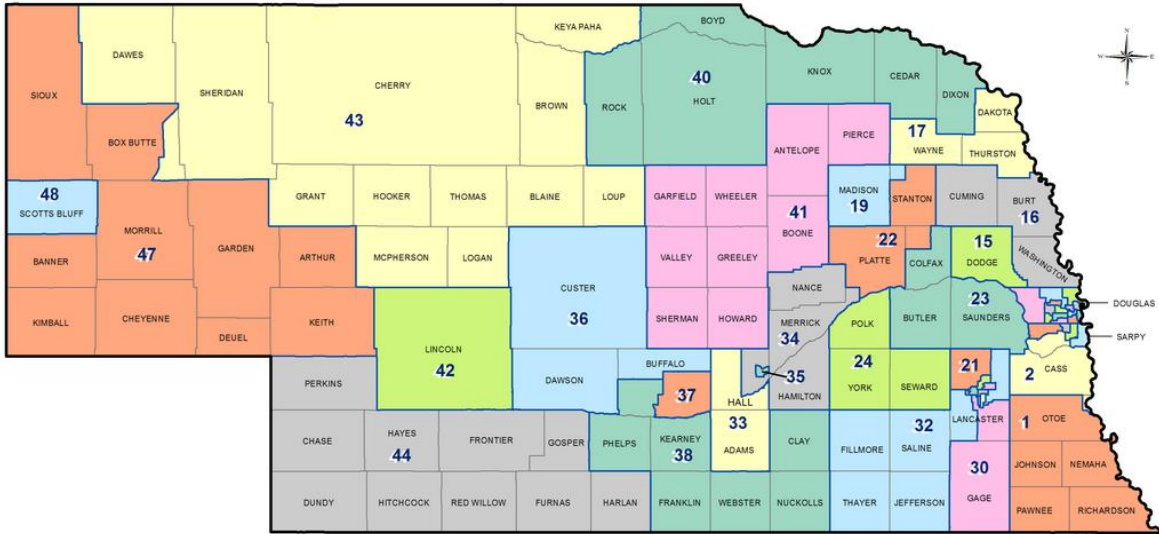 KEYA PAHA
BOYD
N
W E
S
DAWES
CHERRY
KNOX
CEDAR
SIOUX
SHERIDAN
43
BROWN
ROCK
40
HOLT
DIXON
DAKOTA
BOX BUTTE
ANTELOPE
PIERCE
17
WAYNE
THURSTON
48
SCOTTS BLUFF
GRANT
HOOKER
THOMAS
BLAINE
LOUP
GARFIELD
WHEELER
41
BOONE
MADISON
19
STANTON
CUMING
BURT
16
MORRILL
47
GARDEN
BANNER
ARTHUR
MCPHERSON
LOGAN
VALLEY
GREELEY
22
PLATTE
COLFAX
15
DODGE
WASHINGTON
KIMBALL
CHEYENNE
DEUEL
KEITH
LINCOLN
42
CUSTER
36
SHERMAN
HOWARD
NANCE
MERRICK
34
POLK
BUTLER
23
SAUNDERS
DOUGLAS
SARPY
PERKINS
DAWSON
BUFFALO
37
HALL
35
HAMILTON
24
YORK
SEWARD
21
2
CASS
CHASE
HAYES
44
FRONTIER
GOSPER
PHELPS
KEARNEY
38
33
ADAMS
CLAY
FILLMORE
32
SALINE
LANCASTER
1
OTOE
DUNDY
HITCHCOCK
RED WILLOW
FURNAS
HARLAN
FRANKLIN
WEBSTER
NUCKOLLS
THAYER
JEFFERSON
30
GAGE
JOHNSON
NEMAHA
PAWNEE
RICHARDSON